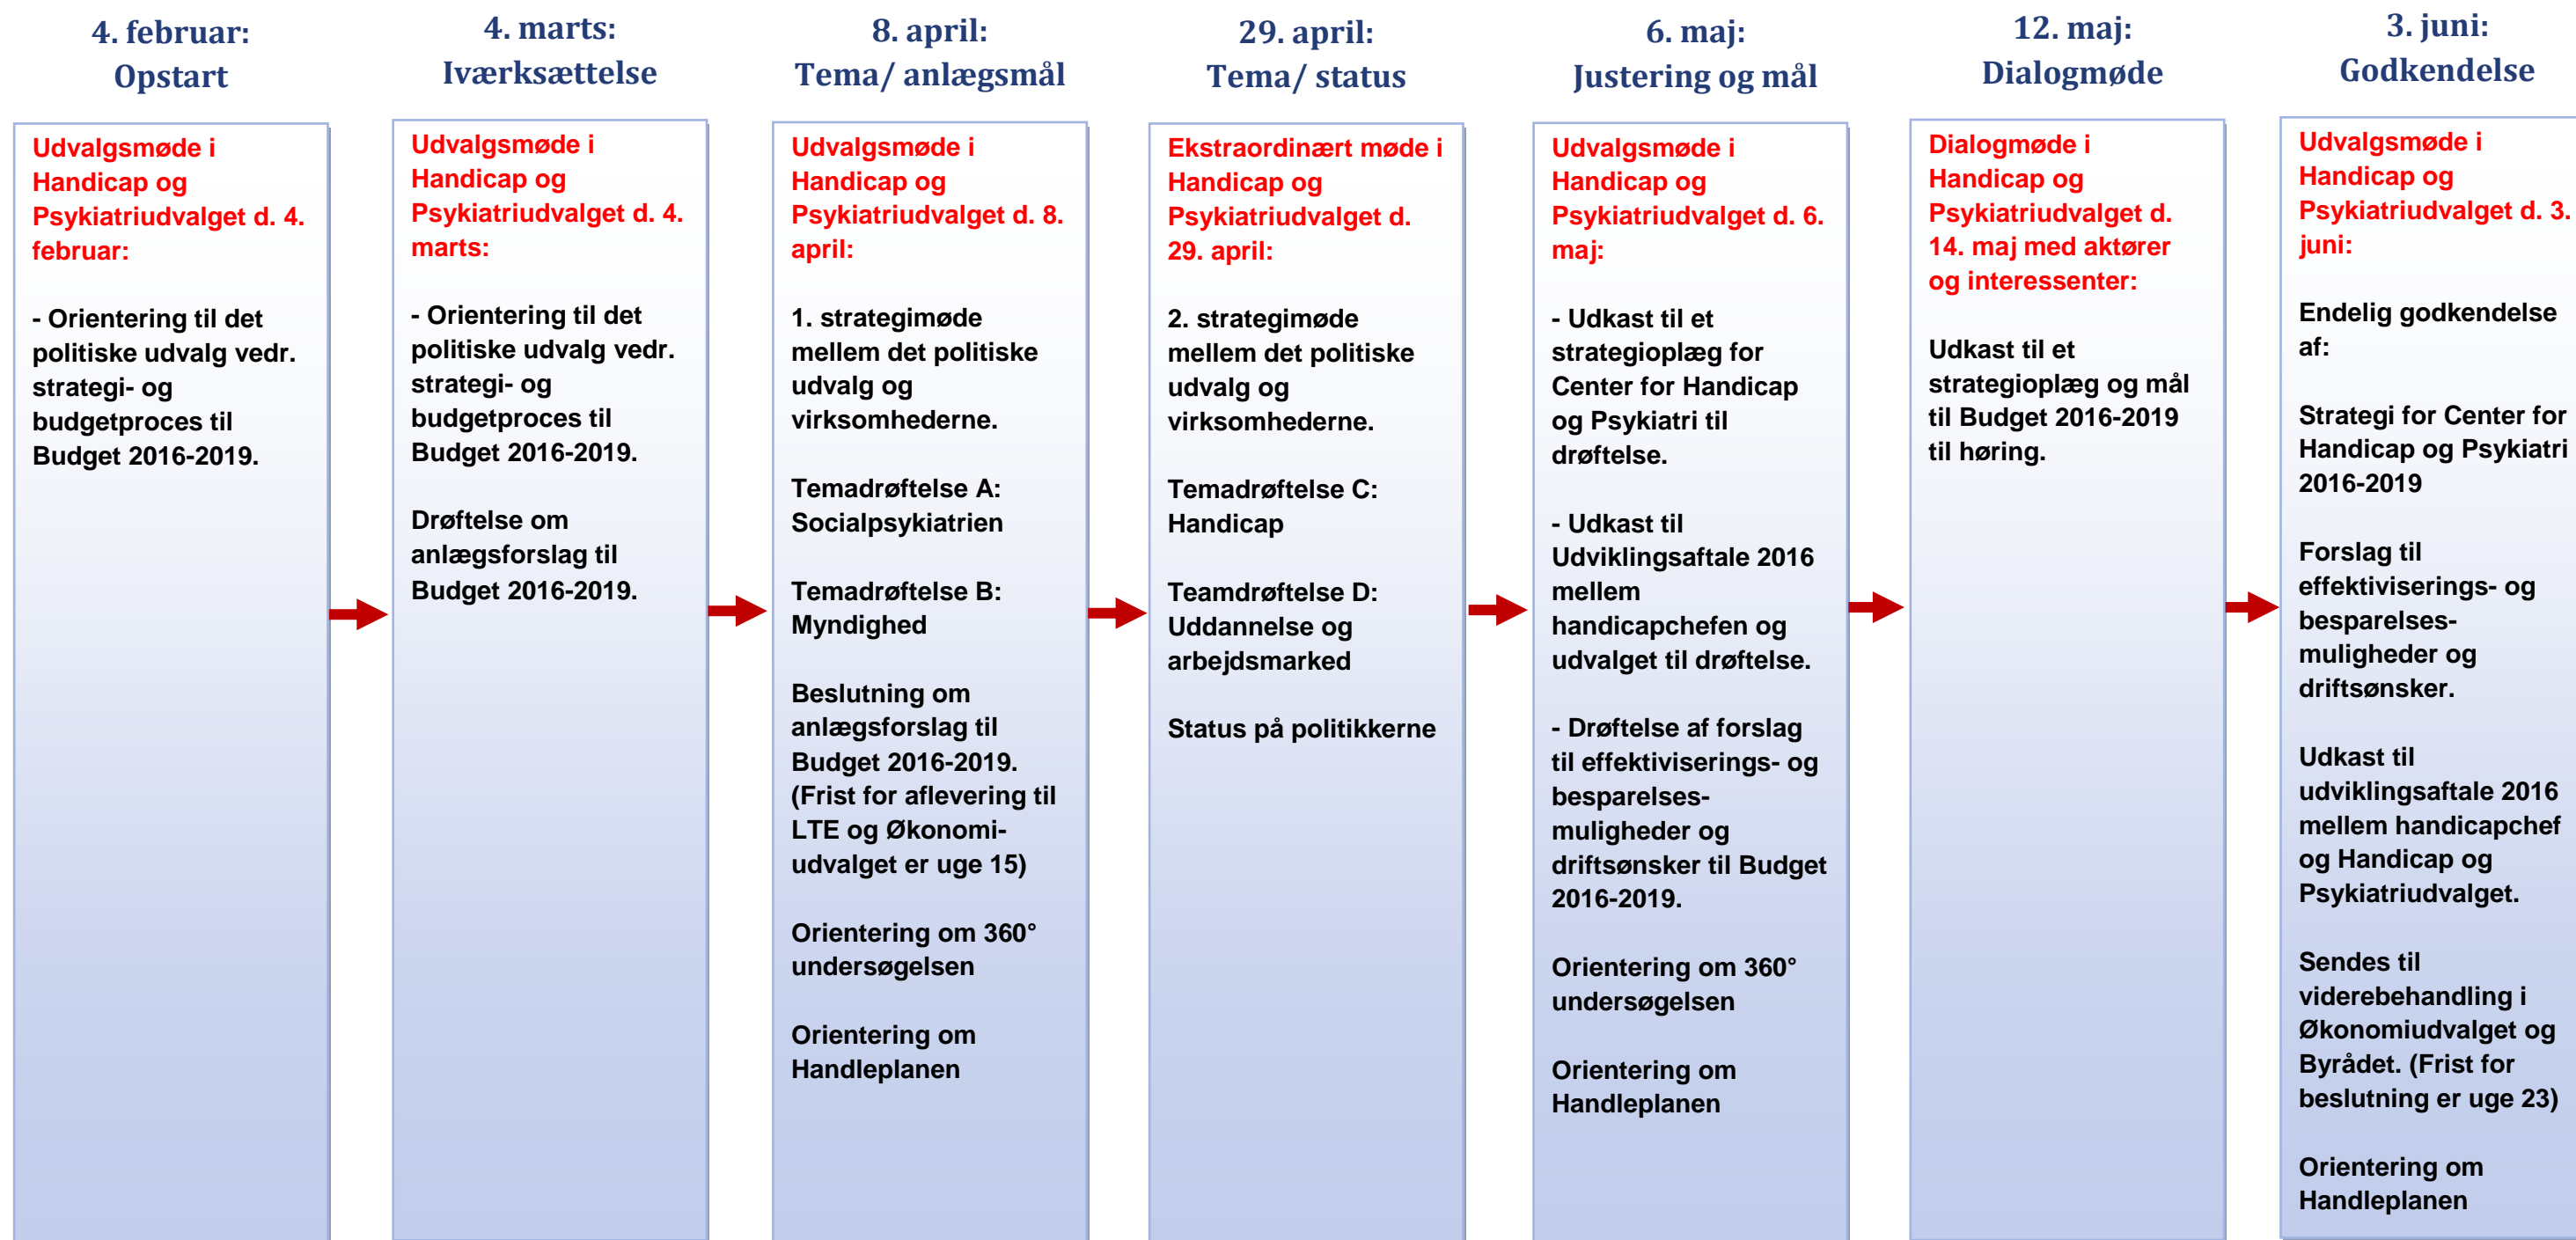 4. februar:
Opstart
Udvalgsmøde i
Handicap og
Psykiatriudvalget d. 4.
februar:
- Orientering til det
politiske udvalg vedr.
strategi- og
budgetproces til
Budget 2016-2019.
4. marts:
Iværksættelse
Udvalgsmøde i
Handicap og
Psykiatriudvalget d. 4.
marts:
- Orientering til det
politiske udvalg vedr.
strategi- og
budgetproces til
Budget 2016-2019.
Drøftelse om
anlægsforslag til
Budget 2016-2019.
8. april:
Tema/ anlægsmål
Udvalgsmøde i
Handicap og
Psykiatriudvalget d. 8.
april:
1. strategimøde
mellem det politiske
udvalg og
virksomhederne.
Temadrøftelse A:
Socialpsykiatrien
Temadrøftelse B:
Myndighed
Beslutning om
anlægsforslag til
Budget 2016-2019.
(Frist for aflevering til
LTE og Økonomi-
udvalget er uge 15)
Orientering om 360°
undersøgelsen
Orientering om
Handleplanen
29. april:
Tema/ status
Ekstraordinært møde i
Handicap og
Psykiatriudvalget d.
29. april:
2. strategimøde
mellem det politiske
udvalg og
virksomhederne.
Temadrøftelse C:
Handicap
Teamdrøftelse D:
Uddannelse og
arbejdsmarked
Status på politikkerne
6. maj:
Justering og mål
Udvalgsmøde i
Handicap og
Psykiatriudvalget d. 6.
maj:
- Udkast til et
strategioplæg for
Center for Handicap
og Psykiatri til
drøftelse.
- Udkast til
Udviklingsaftale 2016
mellem
handicapchefen og
udvalget til drøftelse.
- Drøftelse af forslag
til effektiviserings- og
besparelses-
muligheder og
driftsønsker til Budget
2016-2019.
Orientering om 360°
undersøgelsen
Orientering om
Handleplanen
12. maj:
Dialogmøde
Dialogmøde i
Handicap og
Psykiatriudvalget d.
14. maj med aktører
og interessenter:
Udkast til et
strategioplæg og mål
til Budget 2016-2019
til høring.
3. juni:
Godkendelse
Udvalgsmøde i
Handicap og
Psykiatriudvalget d. 3.
juni:
Endelig godkendelse
af:
Strategi for Center for
Handicap og Psykiatri
2016-2019
Forslag til
effektiviserings- og
besparelses-
muligheder og
driftsønsker.
Udkast til
udviklingsaftale 2016
mellem handicapchef
og Handicap og
Psykiatriudvalget.
Sendes til
viderebehandling i
Økonomiudvalget og
Byrådet. (Frist for
beslutning er uge 23)
Orientering om
Handleplanen